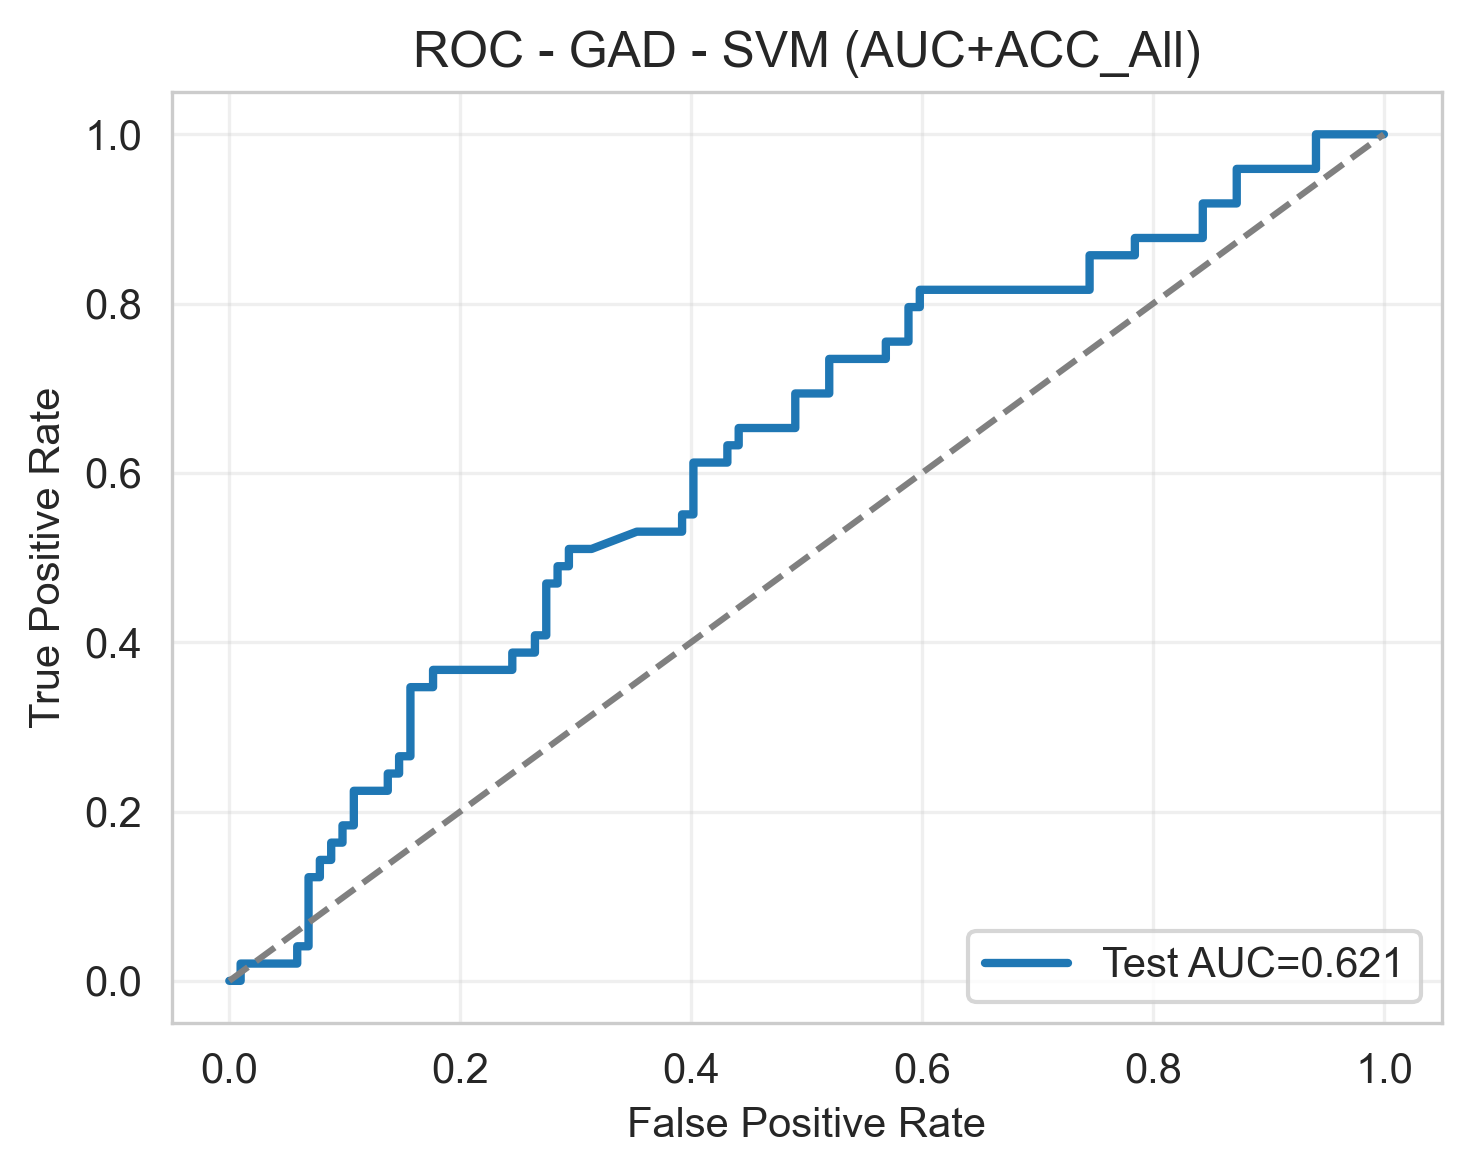 ROC - GAD - SVM (AUC+ACC_All)
True Positive Rate
1.0
0.8
0.6
0.4
0.2
0.0
Test AUC=0.621
0.0 0.2 0.4 0.6 0.8 1.0
False Positive Rate